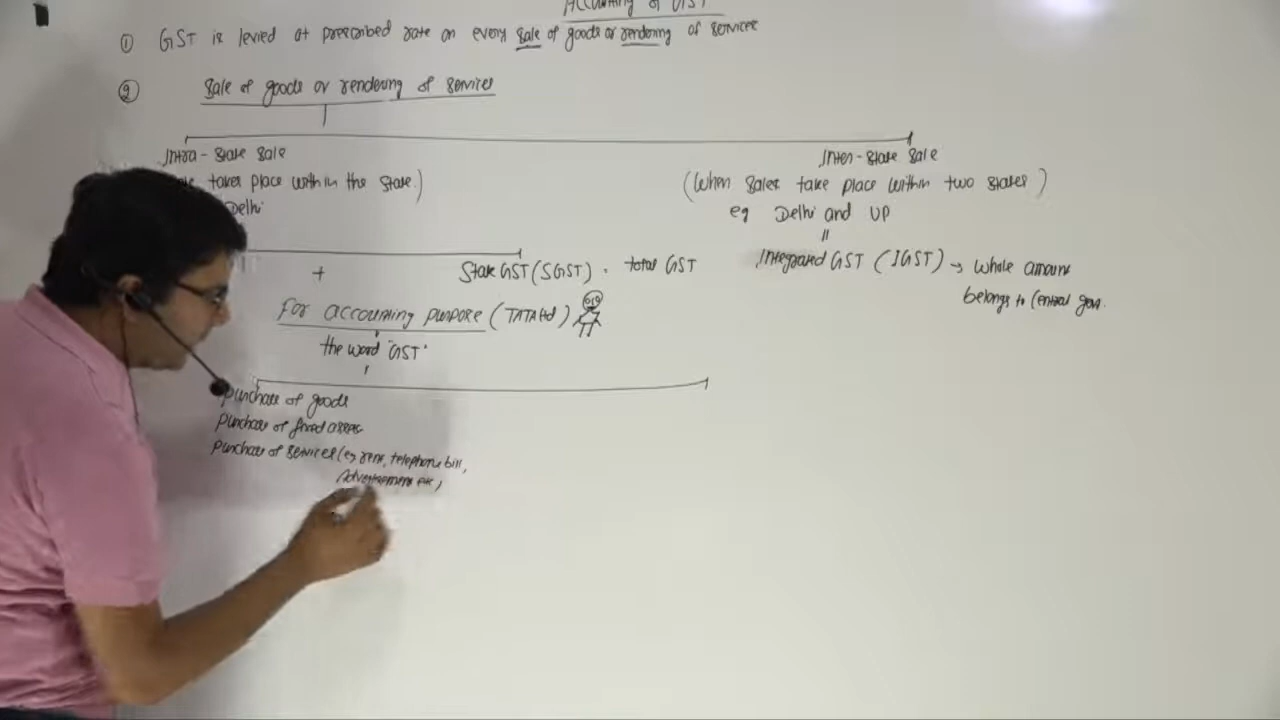 Accounting of GST
① GST is levied at prescribed rate on every sale of goods or rendering of services
② Sale of goods or rendering of services
Intra-State Sale
takes place within the State.)
Delhi
Inter-State Sale
(When sales take place within two states)
eg Delhi and UP
+ State GST (SGST) = total GST
Integrated GST (IGST) → Whole amount
belongs to Central govt.
For accounting purpose (TATA Ltd)
the word "GST"
purchase of goods
purchase of fixed assets
purchase of services (eg rent, telephone bill,
Advertisement etc)